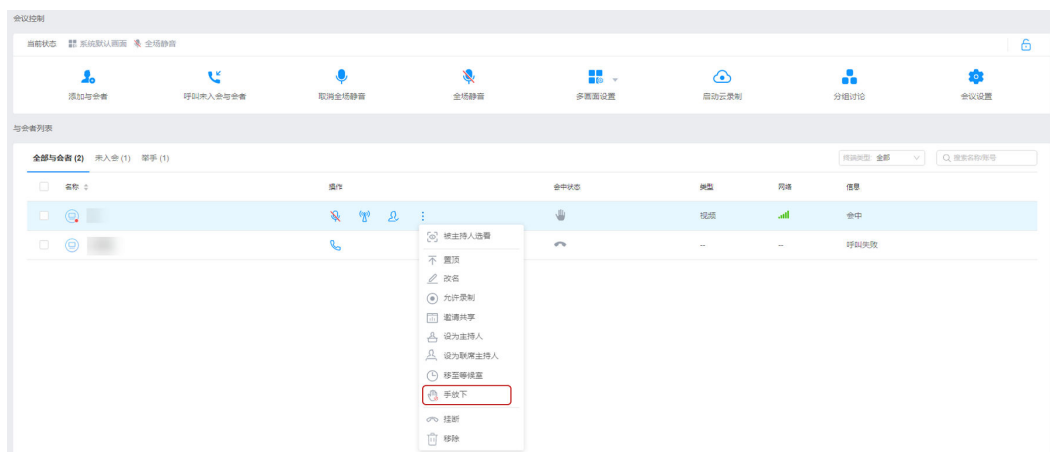 会议控制
当前状态 系统默认画面 全场静音
添加与会者 呼叫未入会与会者 取消全场静音 全场静音 多画面设置 启动云录制 分组讨论 会议设置
与会者列表
全部与会者 (2) 未入会 (1) 举手 (1) 终端类型 全部 搜索名称/账号
名称 操作 会中状态 类型 网络 信息
视频 会中
-- -- 呼叫失败
被主持人选看
置顶
改名
允许录制
邀请共享
设为主持人
设为联席主持人
移至等候室
手放下
挂断
移除